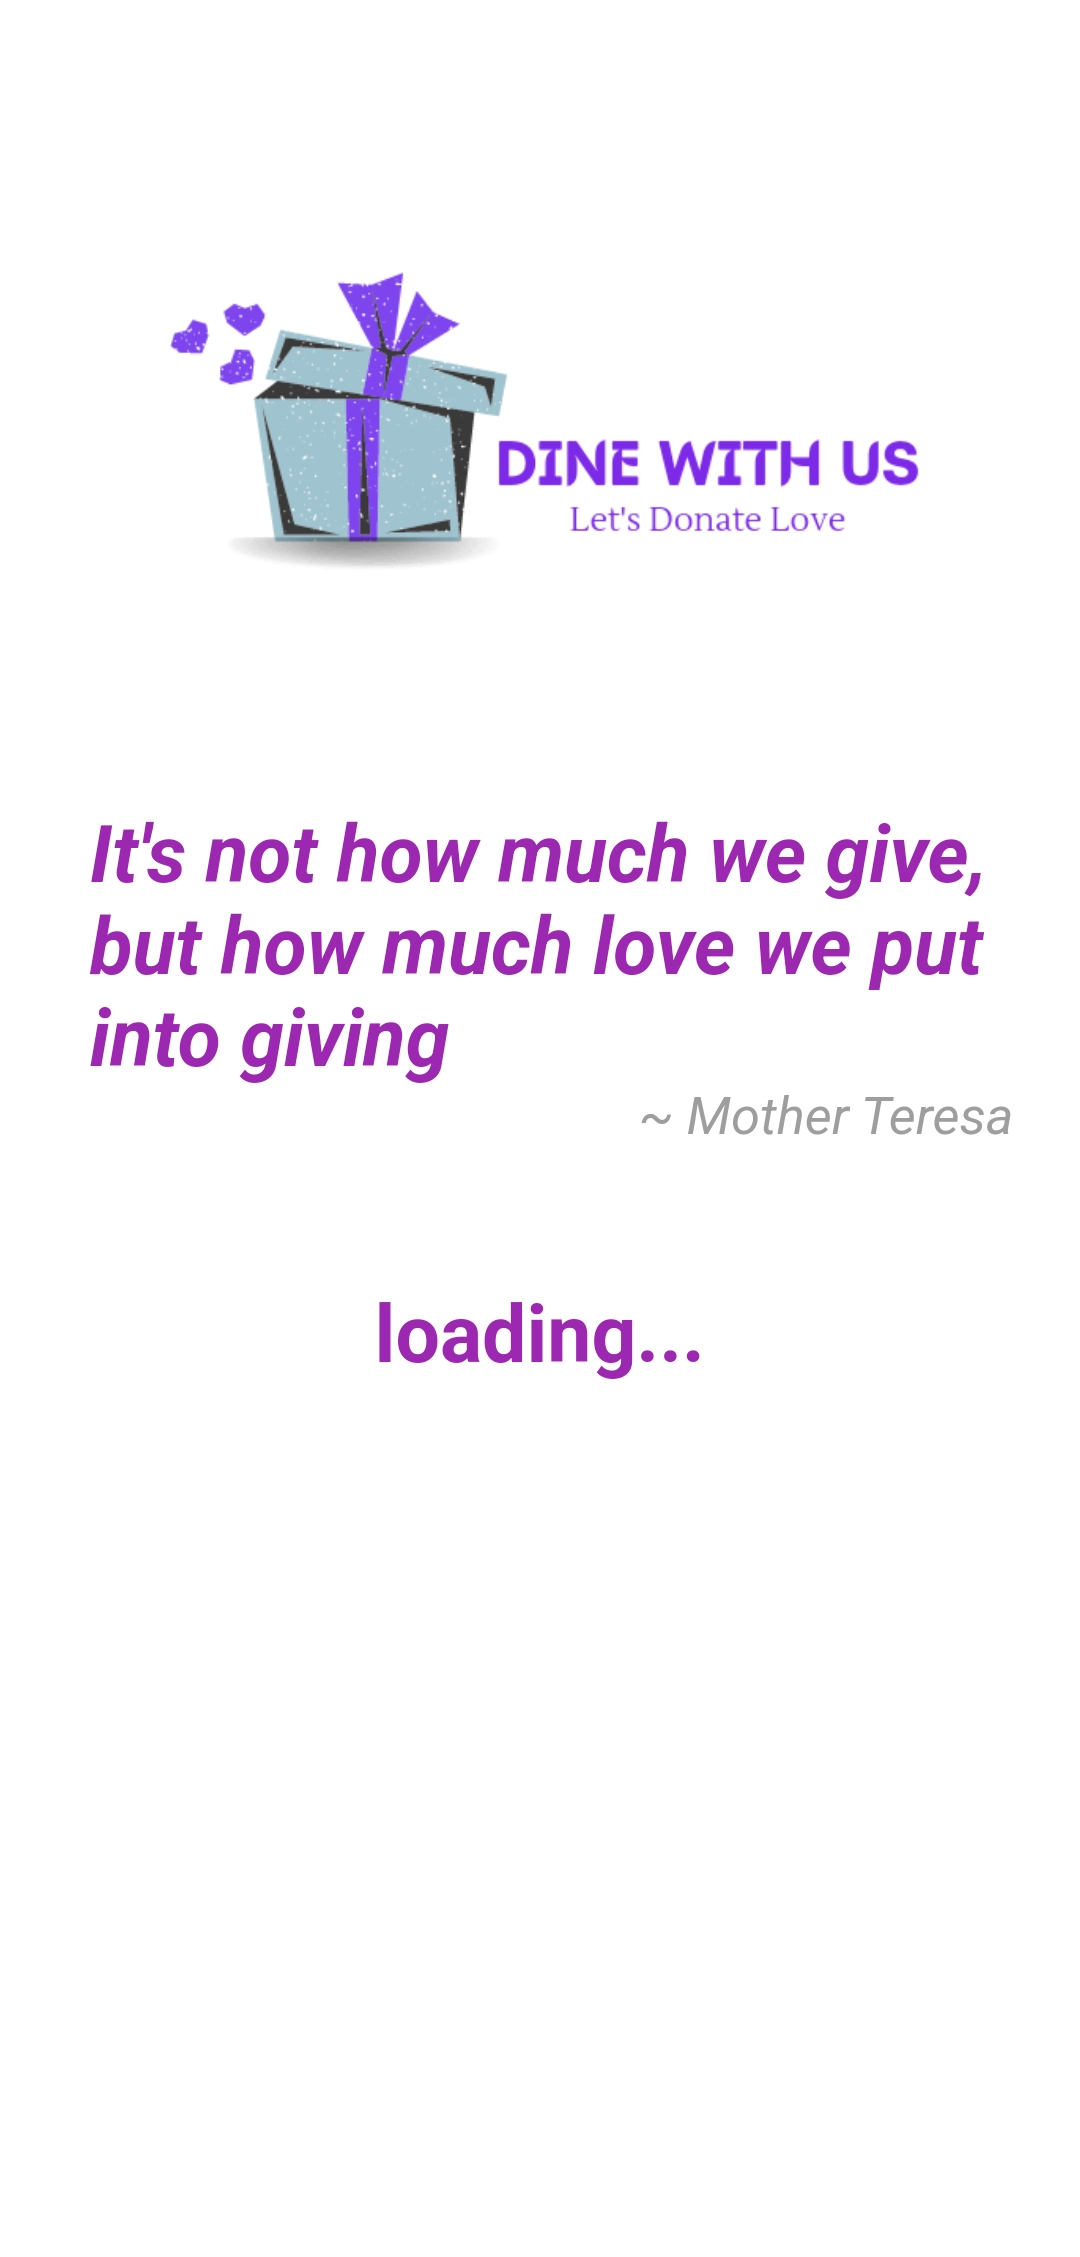 DINE WITH US
Let's Donate Love
It's not how much we give,
but how much love we put
into giving
~ Mother Teresa
loading...